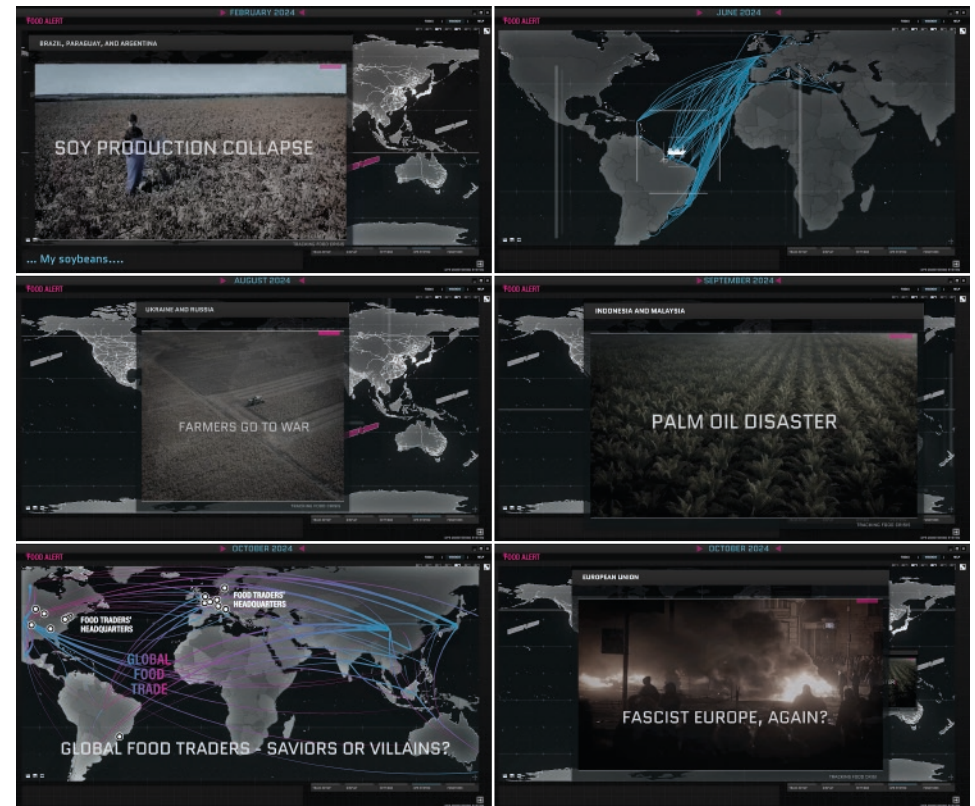 FEBRUARY 2024
FOOD ALERT
BRAZIL, PARAGUAY, AND ARGENTINA
SOY PRODUCTION COLLAPSE
... My soybeans....
JUNE 2024
AUGUST 2024
FOOD ALERT
UKRAINE AND RUSSIA
FARMERS GO TO WAR
SEPTEMBER 2024
FOOD ALERT
INDONESIA AND MALAYSIA
PALM OIL DISASTER
OCTOBER 2024
FOOD ALERT
FOOD TRADERS'
HEADQUARTERS
FOOD TRADERS'
HEADQUARTERS
GLOBAL
FOOD
TRADE
GLOBAL FOOD TRADERS - SAVIORS OR VILLAINS?
OCTOBER 2024
FOOD ALERT
EUROPEAN UNION
FASCIST EUROPE, AGAIN?